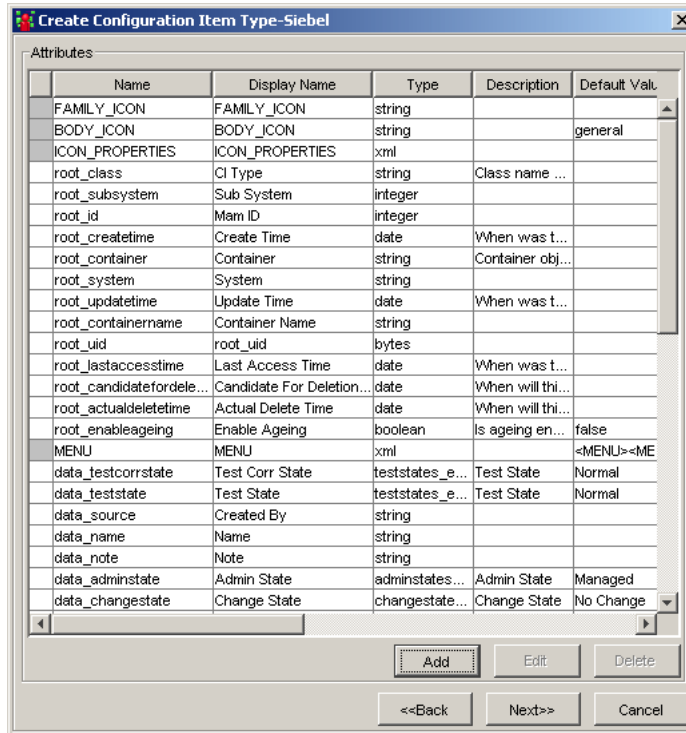 Create Configuration Item Type-Siebel
Attributes
Name Display Name Type Description Default Valu
FAMILY_ICON FAMILY_ICON string
BODY_ICON BODY_ICON string general
ICON_PROPERTIES ICON_PROPERTIES xml
root_class CI Type string Class name ...
root_subsystem Sub System integer
root_id Mam ID integer
root_createtime Create Time date When was t...
root_container Container string Container obj...
root_system System string
root_updatetime Update Time date When was t...
root_containername Container Name string
root_uid root_uid bytes
root_lastaccesstime Last Access Time date When was t...
root_candidatefordele... Candidate For Deletion... date When will thi...
root_actualdeletetime Actual Delete Time date When will thi...
root_enableageing Enable Ageing boolean Is ageing en... false
MENU MENU xml <MENU><ME
data_testcorrstate Test Corr State teststates_e... Test State Normal
data_teststate Test State teststates_e... Test State Normal
data_source Created By string
data_name Name string
data_note Note string
data_adminstate Admin State adminstates... Admin State Managed
data_changestate Change State changestate... Change State No Change
Add Edit Delete
<<Back Next>> Cancel